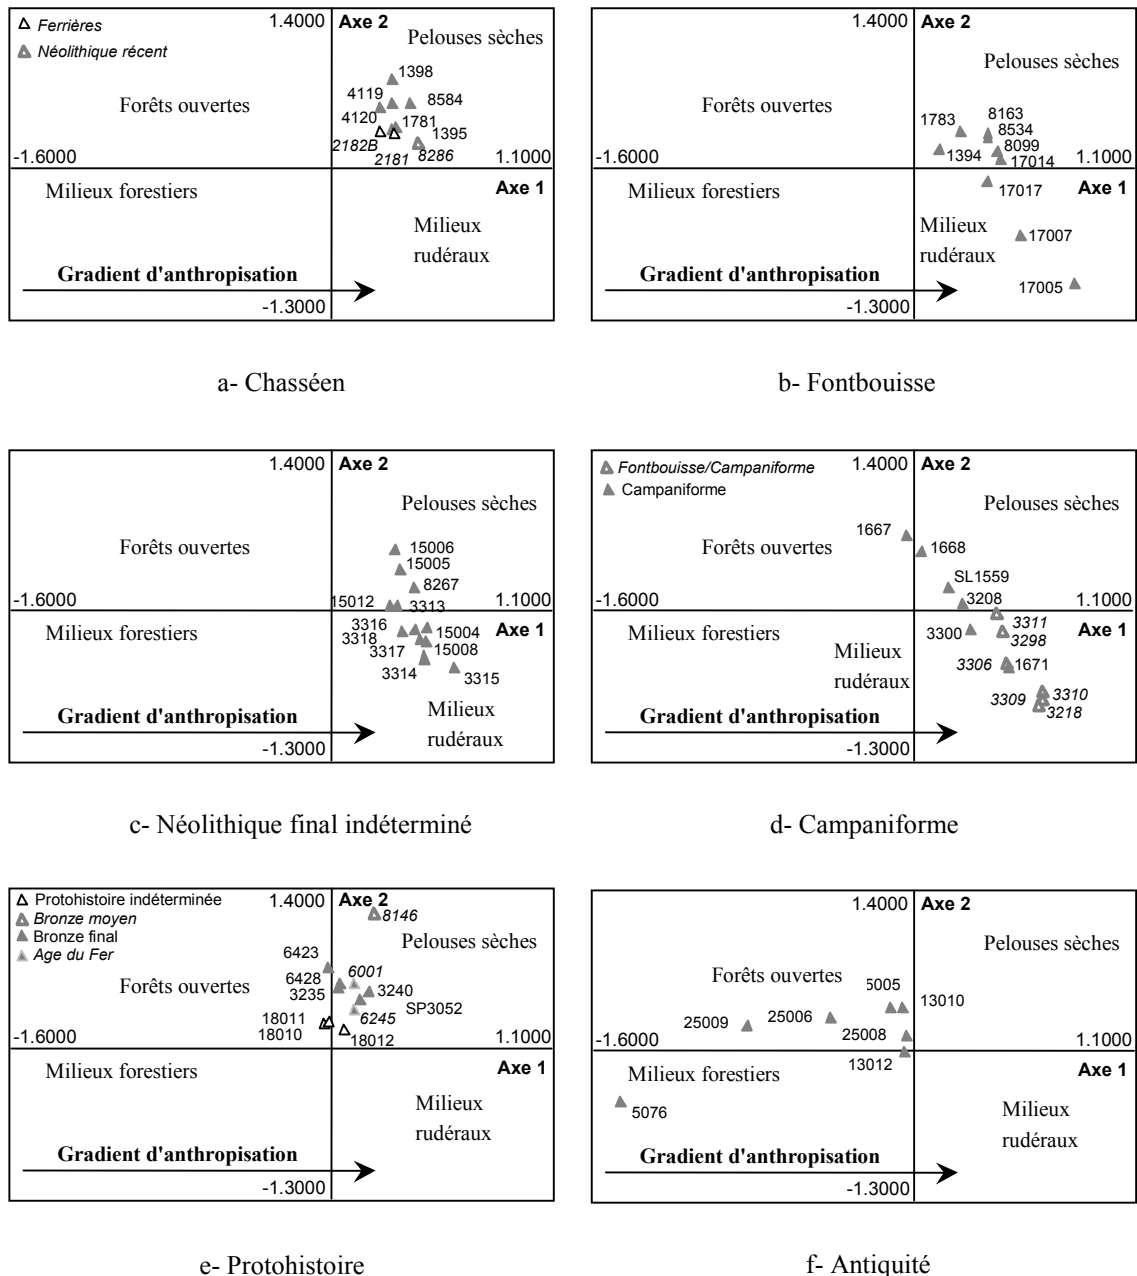 1.4000 Axe 2
Ferrières
Néolithique récent
Pelouses sèches
1398
4119
8584
Forêts ouvertes
4120
1781
1395
2182B
2181
8286
-1.6000
1.1000
Milieux forestiers
Axe 1
Milieux
rudéraux
Gradient d'anthropisation
-1.3000
a- Chasséen
1.4000 Axe 2
Pelouses sèches
8163
1783
8534
8099
1394
17014
-1.6000
1.1000
Milieux forestiers
Axe 1
17017
Milieux
rudéraux
17007
Gradient d'anthropisation
17005
-1.3000
b- Fontbouisse
1.4000 Axe 2
Pelouses sèches
Forêts ouvertes
15006
15005
8267
15012
3313
-1.6000
1.1000
Milieux forestiers
Axe 1
3316
15004
3318
15008
3317
3314
3315
Milieux
rudéraux
Gradient d'anthropisation
-1.3000
c- Néolithique final indéterminé
1.4000 Axe 2
Fontbouisse/Campaniforme
Campaniforme
Pelouses sèches
1667
Forêts ouvertes
1668
SL1559
3208
-1.6000
1.1000
Milieux forestiers
Axe 1
3311
3300
3298
Milieux
rudéraux
3306
1671
3309
3310
3218
Gradient d'anthropisation
-1.3000
d- Campaniforme
Protohistoire indéterminée
1.4000 Axe 2
Bronze moyen
8146
Bronze final
Age du Fer
Pelouses sèches
6423
6428
6001
Forêts ouvertes
3235
3240
SP3052
18011
6245
18010
18012
-1.6000
1.1000
Milieux forestiers
Axe 1
Milieux
rudéraux
Gradient d'anthropisation
-1.3000
e- Protohistoire
1.4000 Axe 2
Pelouses sèches
Forêts ouvertes
5005
13010
25009
25006
25008
-1.6000
1.1000
13012
Milieux forestiers
Axe 1
5076
Milieux
rudéraux
Gradient d'anthropisation
-1.3000
f- Antiquité